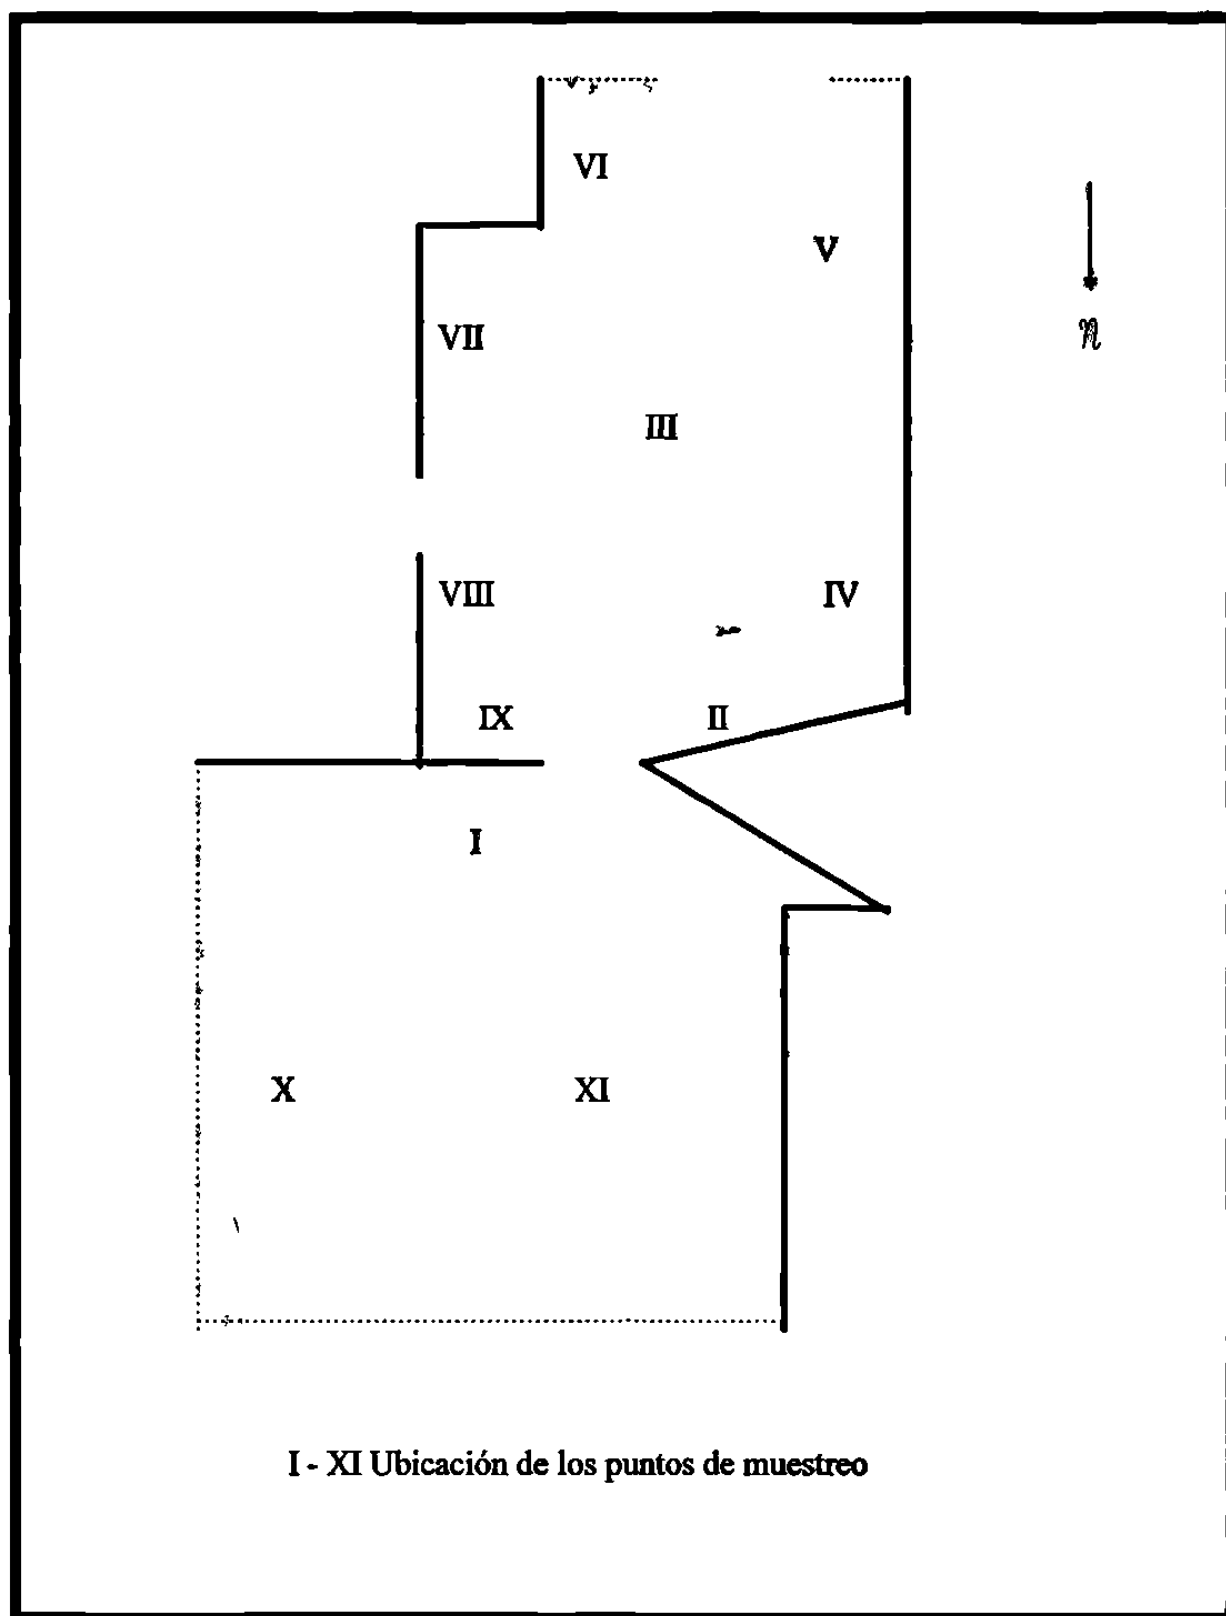 VI
V
VII
III
VIII
IV
IX
II
I
X
XI
N
I - XI Ubicación de los puntos de muestreo